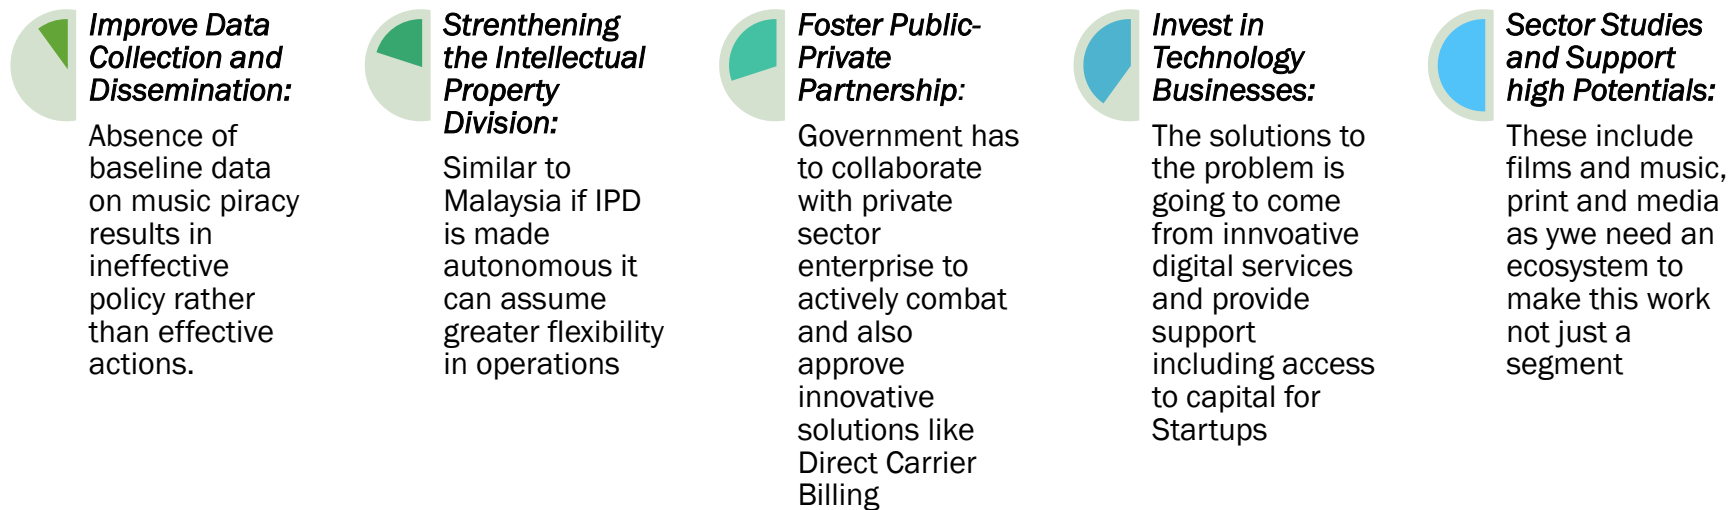 Improve Data
Collection and
Dissemination:
Absence of
baseline data
on music piracy
results in
ineffective
policy rather
than effective
actions.
Strenthening
the Intellectual
Property
Division:
Similar to
Malaysia if IPD
is made
autonomous it
can assume
greater flexibility
in operations
Foster Public-
Private
Partnership:
Government has
to collaborate
with private
sector
enterprise to
actively combat
and also
approve
innovative
solutions like
Direct Carrier
Billing
Invest in
Technology
Businesses:
The solutions to
the problem is
going to come
from innvoative
digital services
and provide
support
including access
to capital for
Startups
Sector Studies
and Support
high Potentials:
These include
films and music,
print and media
as ywe need an
ecosystem to
make this work
not just a
segment